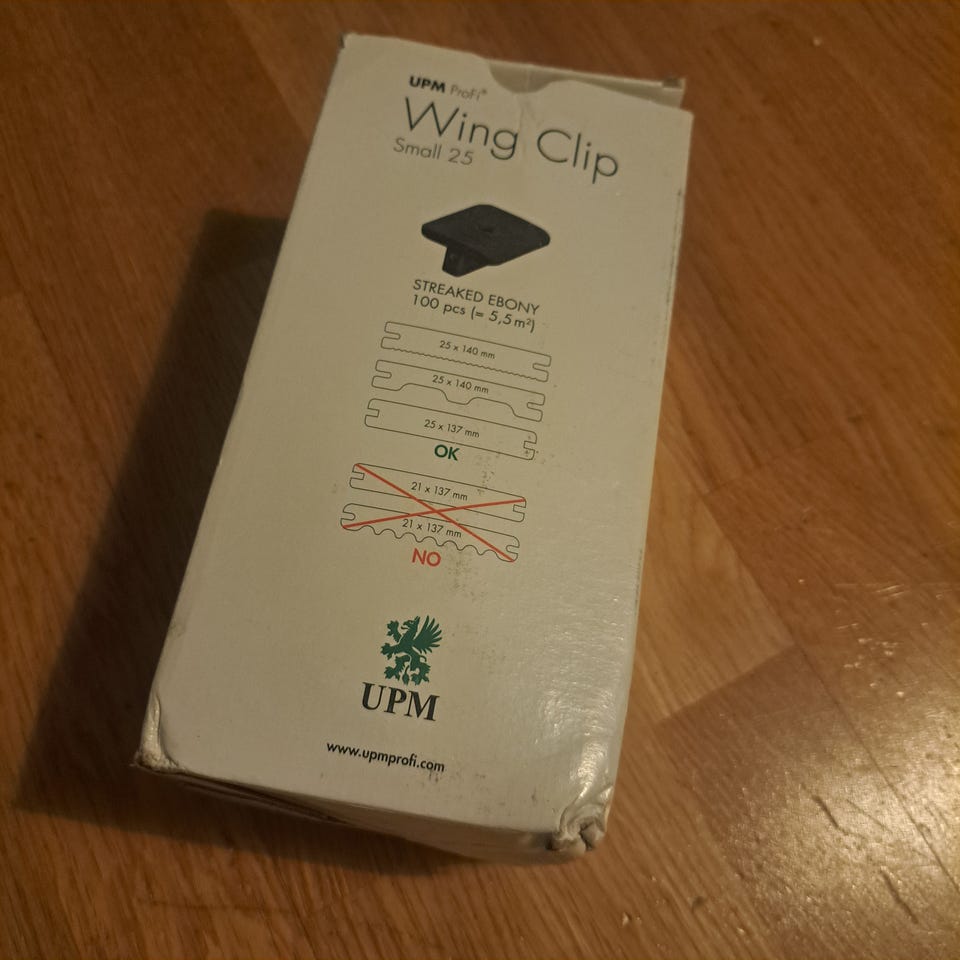 UPM ProFi®
Wing Clip
Small 25
STREAKED EBONY
100 pcs (= 5,5 m²)
25 x 140 mm
25 x 140 mm
25 x 137 mm
OK
21 x 137 mm
21 x 137 mm
NO
UPM
www.upmprofi.com